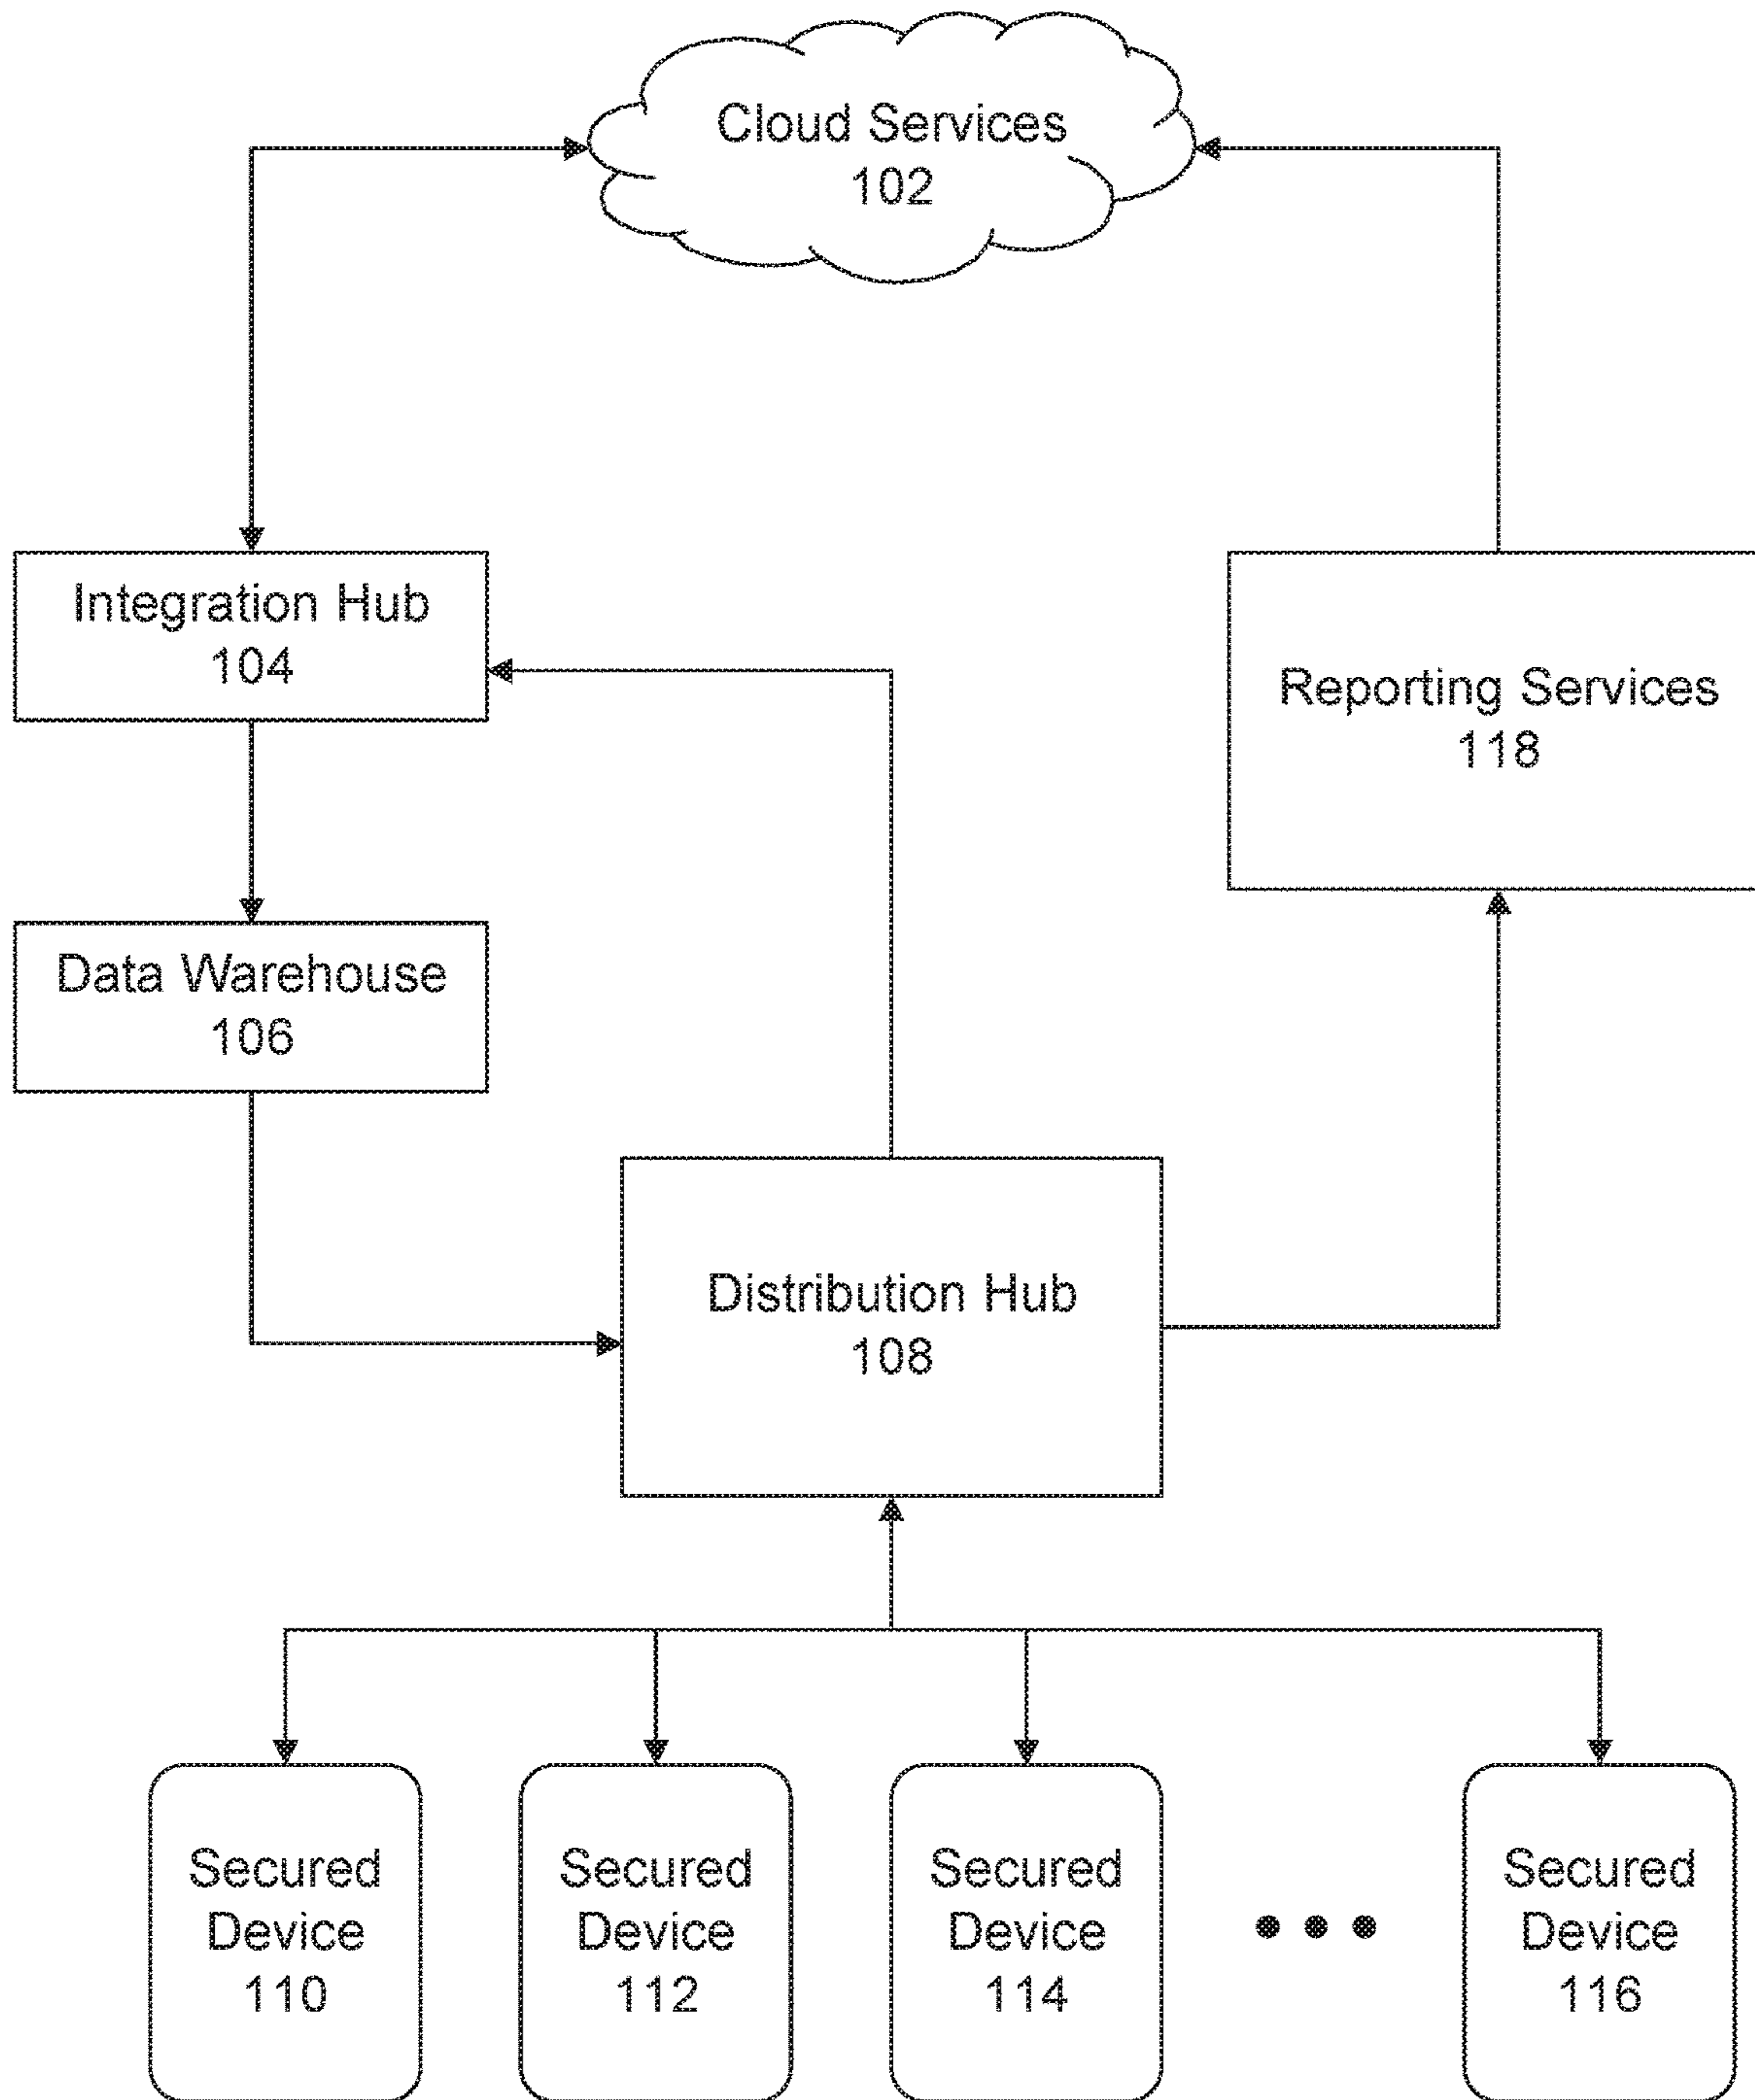 Cloud Services
102
Integration Hub
104
Reporting Services
118
Data Warehouse
106
Distribution Hub
108
Secured
Device
110
Secured
Device
112
Secured
Device
114
Secured
Device
116